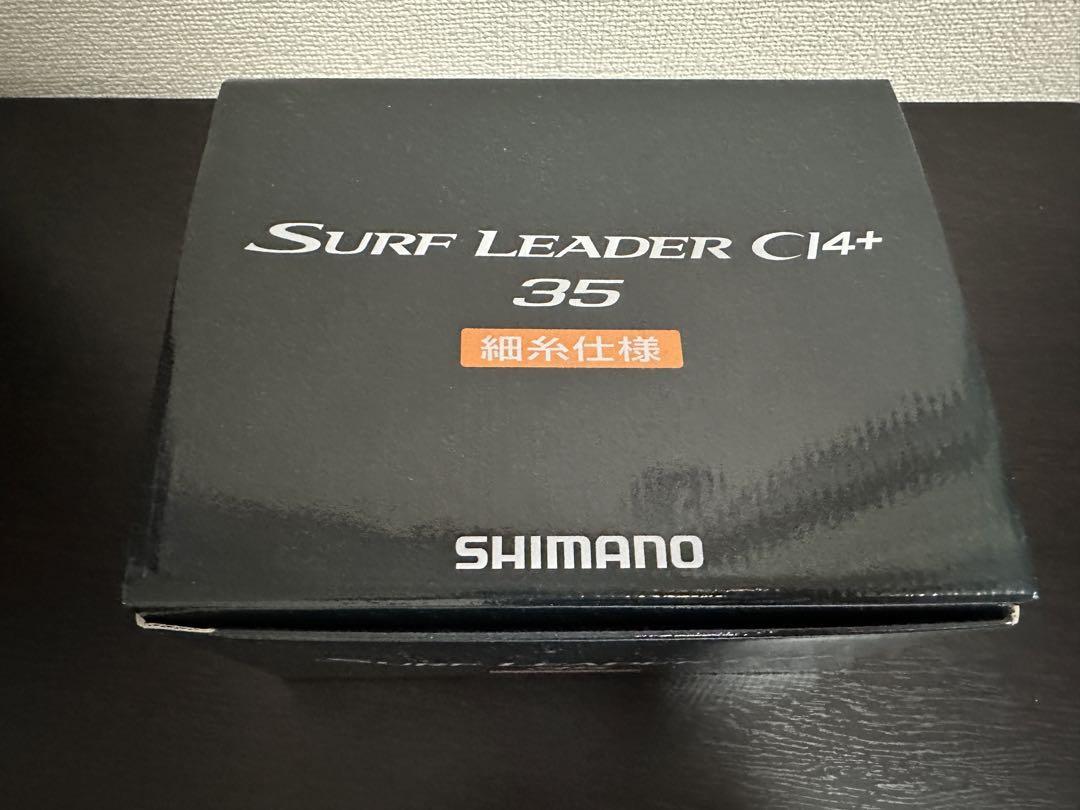 SURF LEADER CI4+
35
細糸仕様
SHIMANO